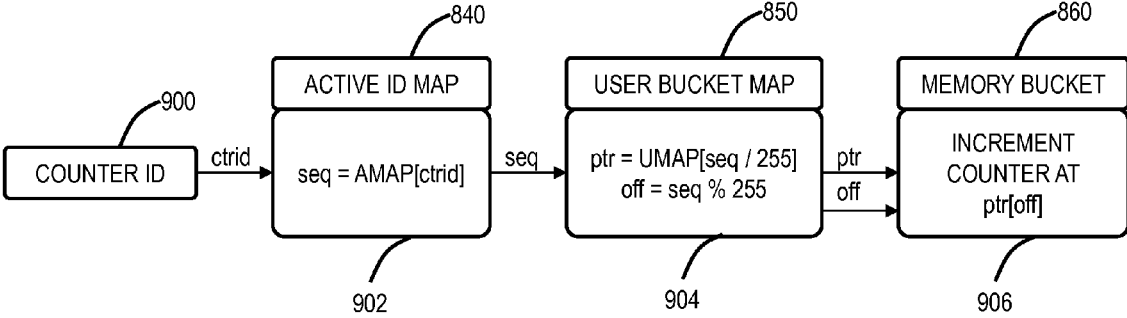 840
850
860
ACTIVE ID MAP
USER BUCKET MAP
MEMORY BUCKET
900
COUNTER ID
ctrid
seq = AMAP[ctrid]
seq
ptr = UMAP[seq / 255]
off = seq % 255
ptr
off
INCREMENT
COUNTER AT
ptr[off]
902
904
906